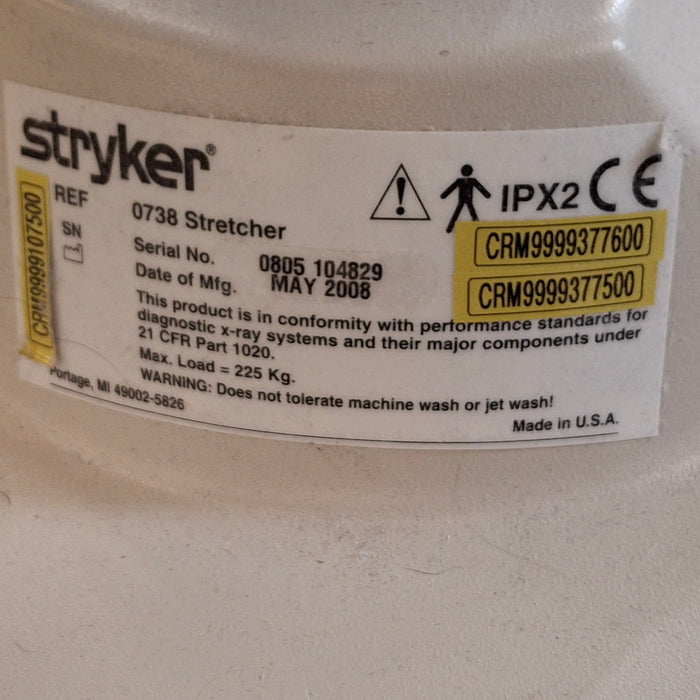 stryker®
REF 0738 Stretcher
SN Serial No. 0805 104829
Date of Mfg. MAY 2008
IPX2 CE
CRM9999377600
CRM9999377500
CRM9999107500
This product is in conformity with performance standards for
diagnostic x-ray systems and their major components under
21 CFR Part 1020.
Max. Load = 225 Kg.
WARNING: Does not tolerate machine wash or jet wash!
Portage, MI 49002-5826
Made in U.S.A.